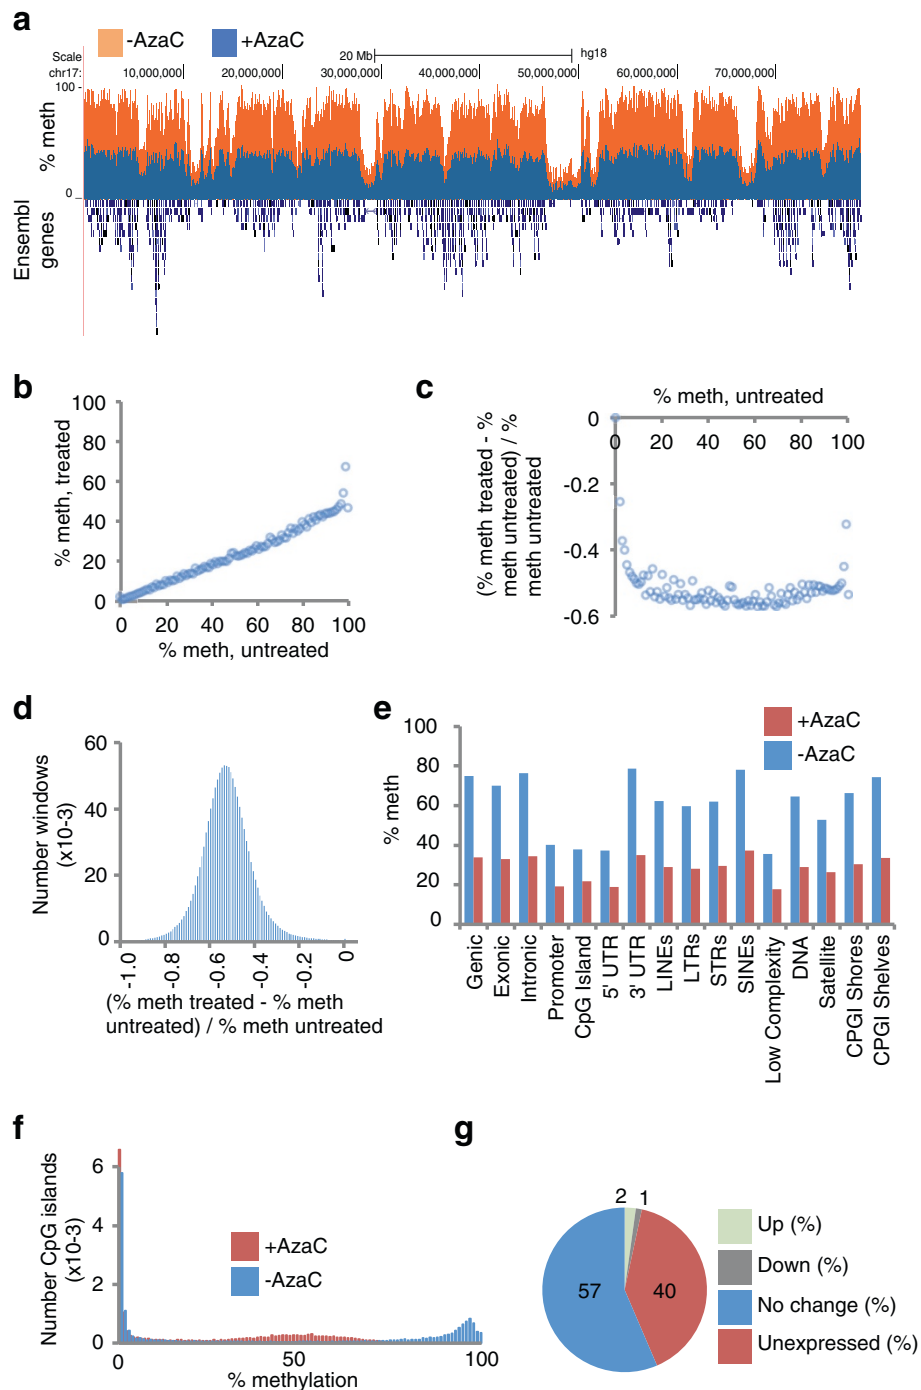 a
-AzaC
+AzaC
Scale
20 Mb
hg18
chr17:
10,000,000
20,000,000
30,000,000
40,000,000
50,000,000
60,000,000
70,000,000
100
% meth
0
Ensembl
genes
b
100
80
60
40
20
0
% meth, treated
0
20
40
60
80
100
% meth, untreated
c
% meth, untreated
0
0
20
40
60
80
100
-0.2
-0.4
-0.6
(% meth treated - %
meth untreated) / %
meth untreated
d
60
40
20
0
Number windows
(x10-3)
-1.0
-0.8
-0.6
-0.4
-0.2
0
(% meth treated - % meth
untreated) / % meth untreated
e
+AzaC
-AzaC
100
80
60
40
20
0
% meth
Genic
Exonic
Intronic
Promoter
CpG Island
5' UTR
3' UTR
LINEs
LTRs
STRs
SINEs
Low Complexity
DNA
Satellite
CPGI Shores
CPGI Shelves
f
6
4
2
0
Number CpG islands
(x10-3)
+AzaC
-AzaC
0
50
100
% methylation
g
2
1
57
40
Up (%)
Down (%)
No change (%)
Unexpressed (%)